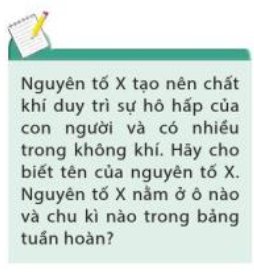 Nguyên tố X tạo nên chất
khí duy trì sự hô hấp của
con người và có nhiều
trong không khí. Hãy cho
biết tên của nguyên tố X.
Nguyên tố X nằm ở ô nào
và chu kì nào trong bảng
tuần hoàn?